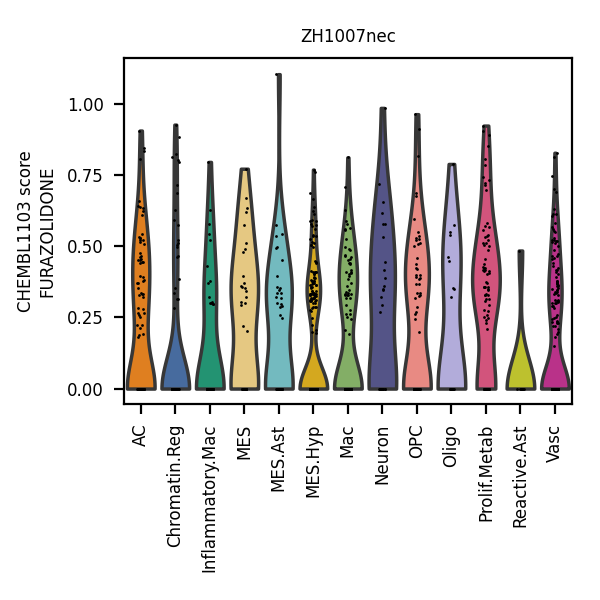 ZH1007nec
CHEMBL1103 score
FURAZOLIDONE
1.00
0.75
0.50
0.25
0.00
AC
Chromatin.Reg
Inflammatory.Mac
MES
MES.Ast
MES.Hyp
Mac
Neuron
OPC
Oligo
Prolif.Metab
Reactive.Ast
Vasc